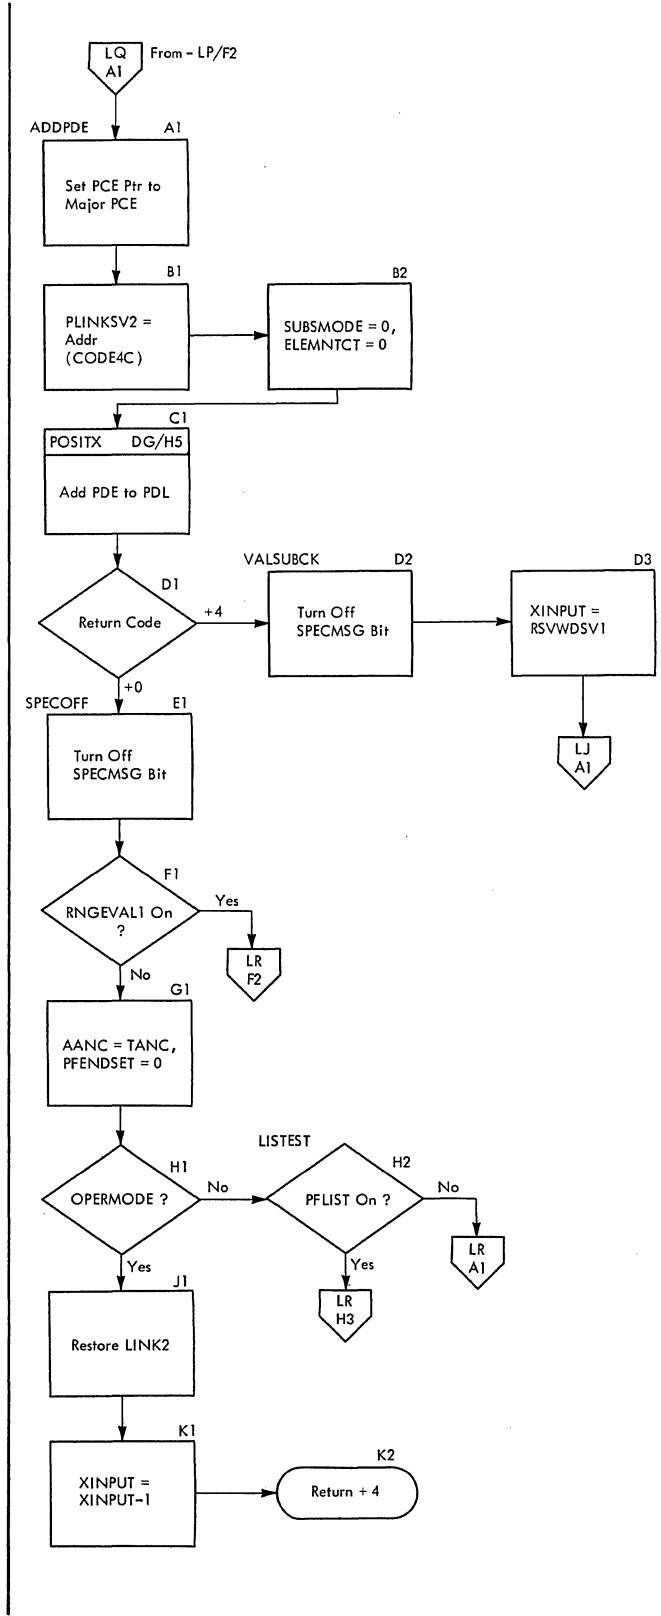 LQ
A1
From - LP/F2
ADDPDE
A1
Set PCE Ptr to
Major PCE
B1
PLINKSV2 =
Addr
(CODE4C)
B2
SUBSMODE = 0,
ELEMNTCT = 0
C1
POSITX DG/H5
Add PDE to PDL
D1
Return Code
+4
+0
VALSUBCK
D2
Turn Off
SPECMSG Bit
D3
XINPUT =
RSVWDSV1
LJ
A1
SPECOFF
E1
Turn Off
SPECMSG Bit
F1
RNGEVAL1 On
?
Yes
LR
F2
No
G1
AANC = TANC,
PFENDSET = 0
H1
OPERMODE ?
No
Yes
LISTEST
H2
PFLIST On ?
No
LR
A1
Yes
LR
H3
J1
Restore LINK2
K1
XINPUT =
XINPUT-1
K2
Return + 4